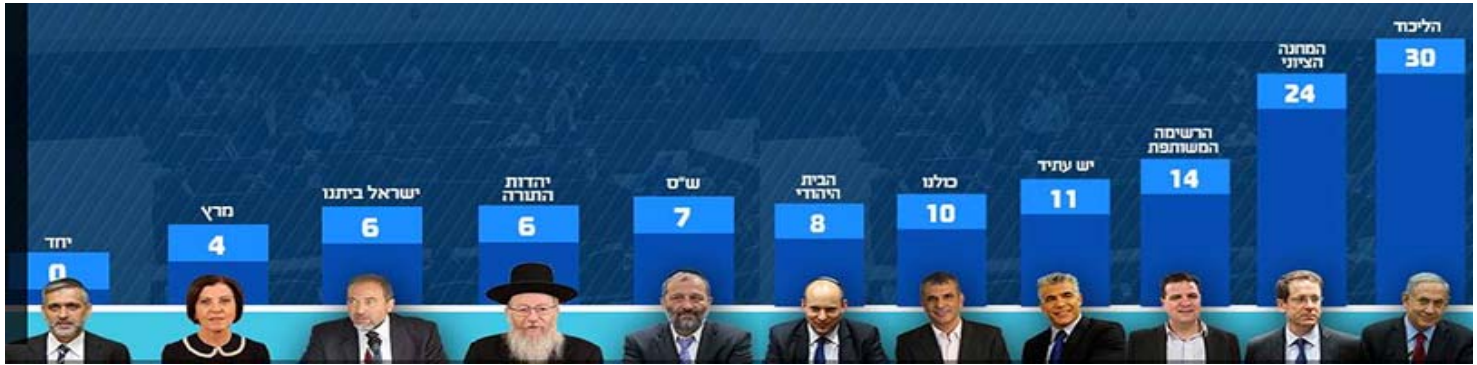 הליכוד
30
המחנה
הציוני
24
הרשימה
המשותפת
14
יש עתיד
11
כולנו
10
הבית
היהודי
8
ש"ס
7
יהדות
התורה
6
ישראל ביתנו
6
מרץ
4
יחד
0